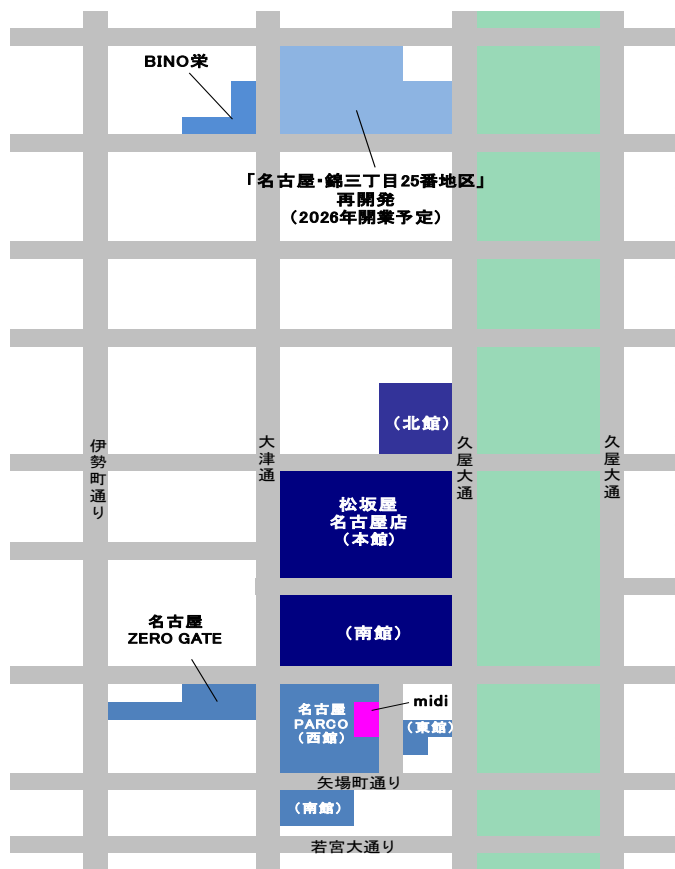 BINO栄
「名古屋・錦三丁目25番地区」
再開発
（2026年開業予定）
（北館）
伊勢町通り
大津通
久屋大通
久屋大通
松坂屋
名古屋店
（本館）
名古屋
ZERO GATE
（南館）
名古屋
PARCO
（西館）
midi
（東館）
矢場町通り
（南館）
若宮大通り